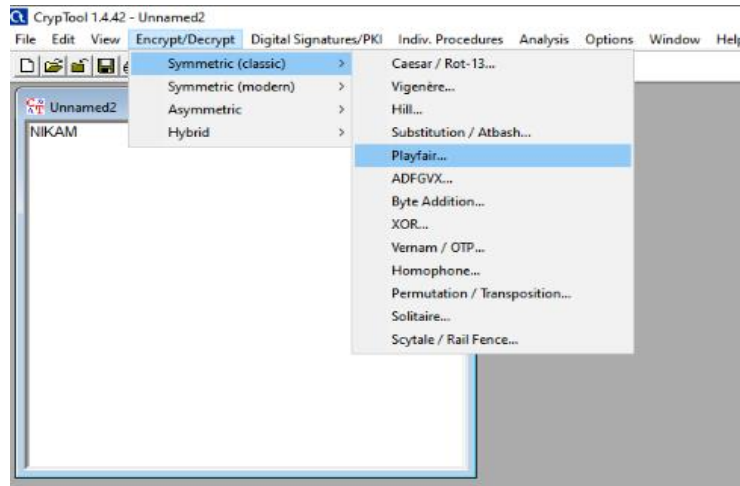 CrypTool 1.4.42 - Unnamed2
File Edit View Encrypt/Decrypt Digital Signatures/PKI Indiv. Procedures Analysis Options Window Help
Symmetric (classic) > Caesar / Rot-13...
Symmetric (modern) > Vigenère...
Unnamed2 Asymmetric > Hill...
NIKAM Hybrid > Substitution / Atbash...
Playfair...
ADFGVX...
Byte Addition...
XOR...
Vernam / OTP...
Homophone...
Permutation / Transposition...
Solitaire...
Scytale / Rail Fence...